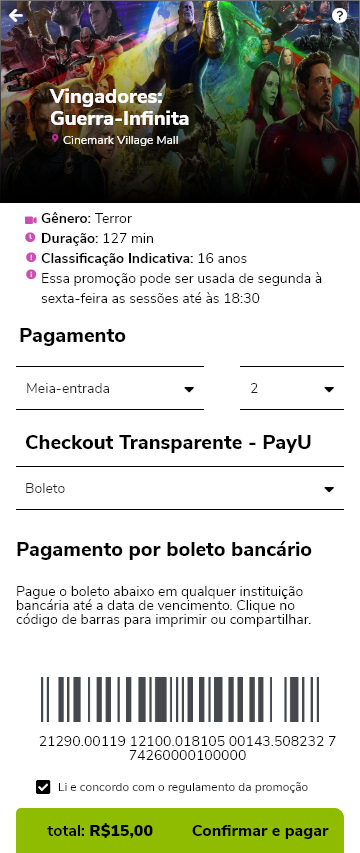 Vingadores:
Guerra-Infinita
Cinemark Village Mall
Gênero: Terror
Duração: 127 min
Classificação Indicativa: 16 anos
Essa promoção pode ser usada de segunda à
sexta-feira as sessões até às 18:30
Pagamento
Meia-entrada 2
Checkout Transparente - PayU
Boleto
Pagamento por boleto bancário
Pague o boleto abaixo em qualquer instituição
bancária até a data de vencimento. Clique no
código de barras para imprimir ou compartilhar.
21290.00119 12100.018105 00143.508232 7
74260000100000
Li e concordo com o regulamento da promoção
total: R$15,00 Confirmar e pagar